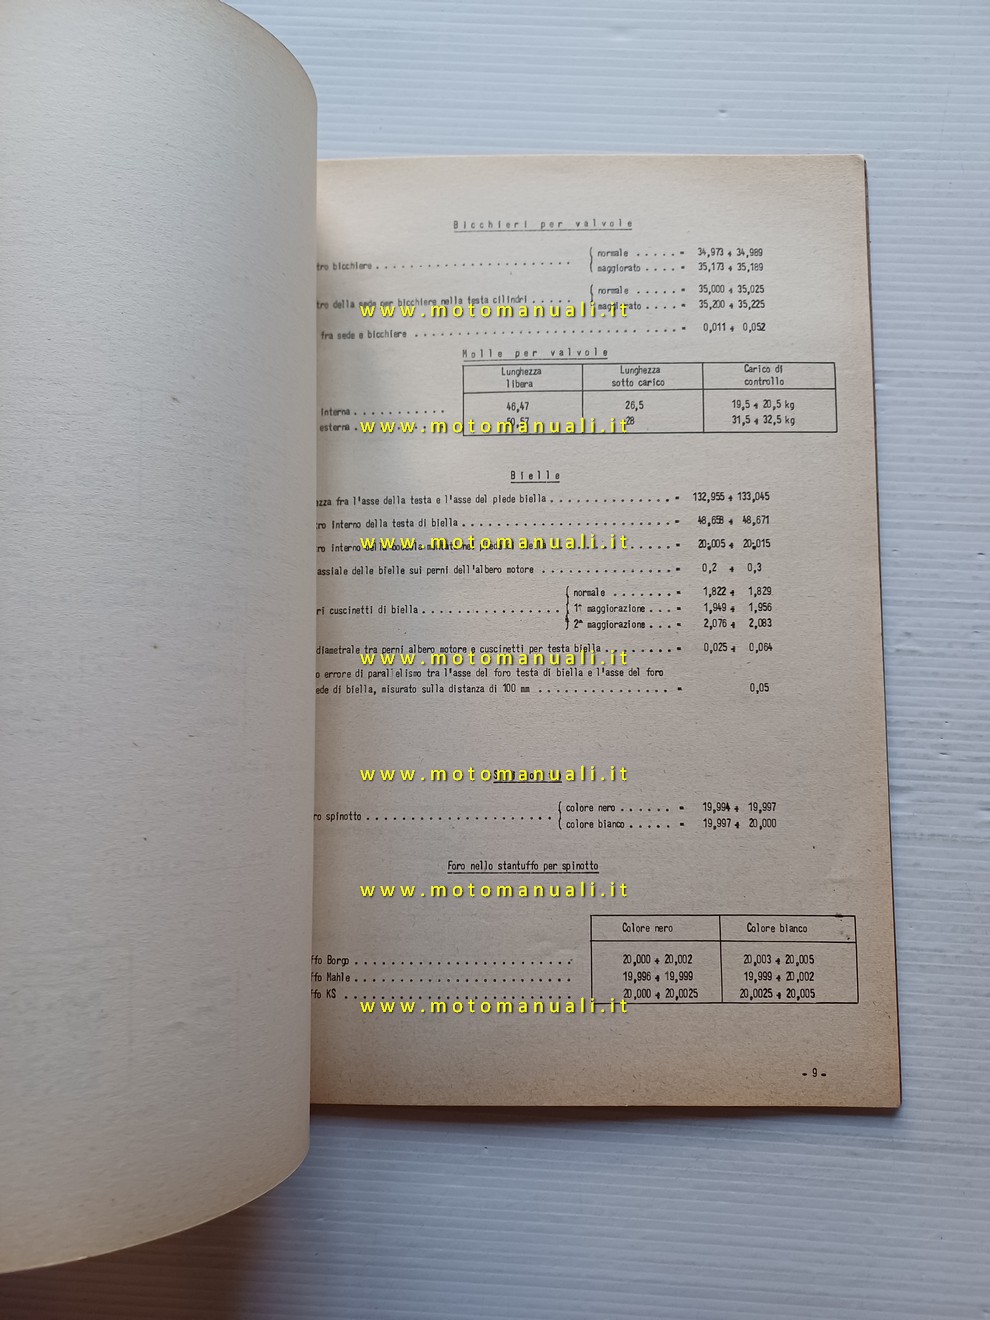 Bicchieri per valvole
tro bicchiere . . . . . . . . . . . . . . . . . . . . . . { normale . . . . . = 34,973 ÷ 34,989
maggiorato . . . . = 35,173 ÷ 35,189
tro della sede per bicchiere nella testa cilindri . . . . . { normale . . . . . = 35,000 ÷ 35,025
maggiorato . . . . = 35,200 ÷ 35,225
www.motomanuali.it
fra sede e bicchiere . . . . . . . . . . . . . . . . . . . . . . . . . . . . . . = 0,011 ÷ 0,052
Molle per valvole
Lunghezza libera Lunghezza sotto carico Carico di controllo
interna . . . . . . . . . . . 46,47 26,5 19,5 ÷ 20,5 kg
esterna . . . . . . . . . . . 28 31,5 ÷ 32,5 kg
www.motomanuali.it
Bielle
zza fra l'asse della testa e l'asse del piede biella . . . . . . . . . . . . . . = 132,955 ÷ 133,045
ro interno della testa di biella . . . . . . . . . . . . . . . . . . . . . . . . = 48,658 ÷ 48,671
ro interno . . . . . . = 20,005 ÷ 20,015
www.motomanuali.it
assiale delle bielle sui perni dell'albero motore . . . . . . . . . . . . . . . = 0,2 ÷ 0,3
ri cuscinetti di biella . . . . . . . . . . . . . . . . { normale . . . . . . . = 1,822 ÷ 1,829
1ª maggiorazione . . . = 1,949 ÷ 1,956
2ª maggiorazione . . . = 2,076 ÷ 2,083
diametrale tra perni albero motore e cuscinetti per testa biella . . . . . . . . = 0,025 ÷ 0,064
www.motomanuali.it
o errore di parallelismo tra l'asse del foro testa di biella e l'asse del foro
ede di biella, misurato sulla distanza di 100 mm . . . . . . . . . . . . . . . = 0,05
www.motomanuali.it
ro spinotto . . . . . . . . . . . . . . . . . . . . . { colore nero . . . . . . = 19,994 ÷ 19,997
colore bianco . . . . . = 19,997 ÷ 20,000
Foro nello stantuffo per spinotto
www.motomanuali.it
Colore nero Colore bianco
ffo Borgo . . . . . . . . . . . . . . . . . . . . . . . . 20,000 ÷ 20,002 20,003 ÷ 20,005
ffo Mahle . . . . . . . . . . . . . . . . . . . . . . . . 19,996 ÷ 19,999 19,999 ÷ 20,002
ffo KS . . . . . . . . . . . . . . . . . . . . . . . . . 20,000 ÷ 20,0025 20,0025 ÷ 20,005
www.motomanuali.it
- 9 -